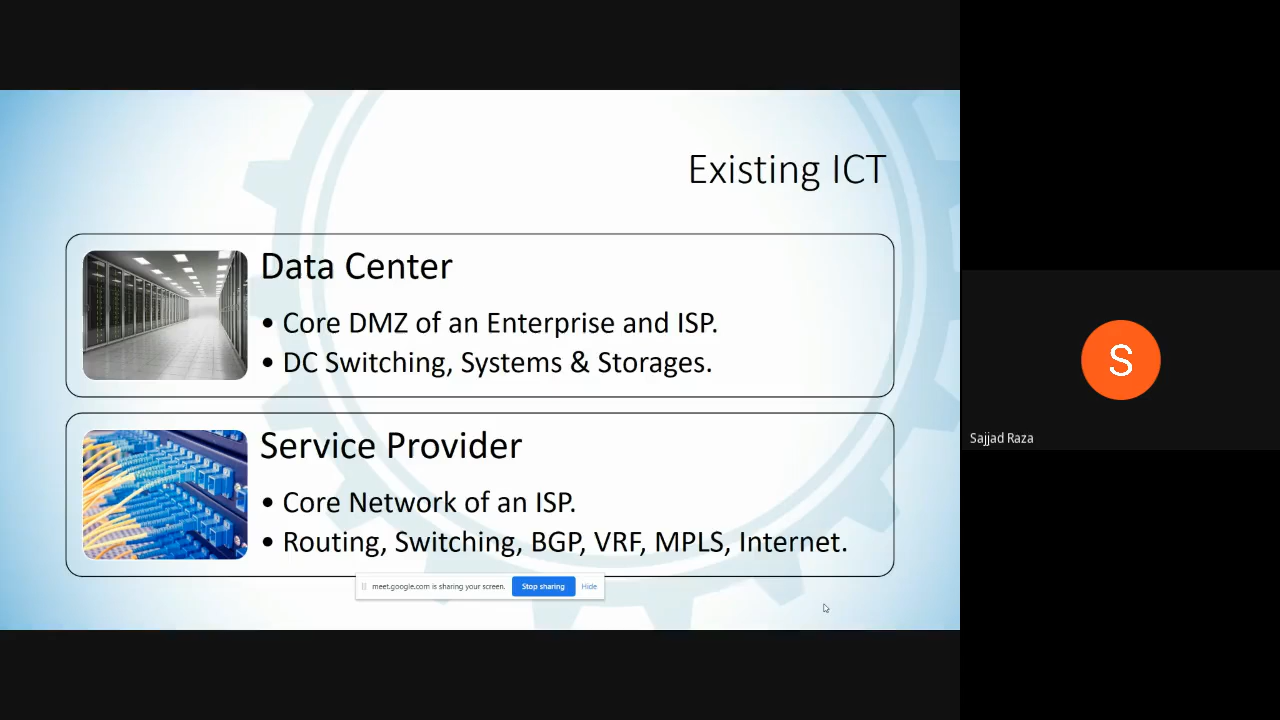 Existing ICT
Data Center
• Core DMZ of an Enterprise and ISP.
• DC Switching, Systems & Storages.
Service Provider
• Core Network of an ISP.
• Routing, Switching, BGP, VRF, MPLS, Internet.
meet.google.com is sharing your screen. Stop sharing Hide
S
Sajjad Raza